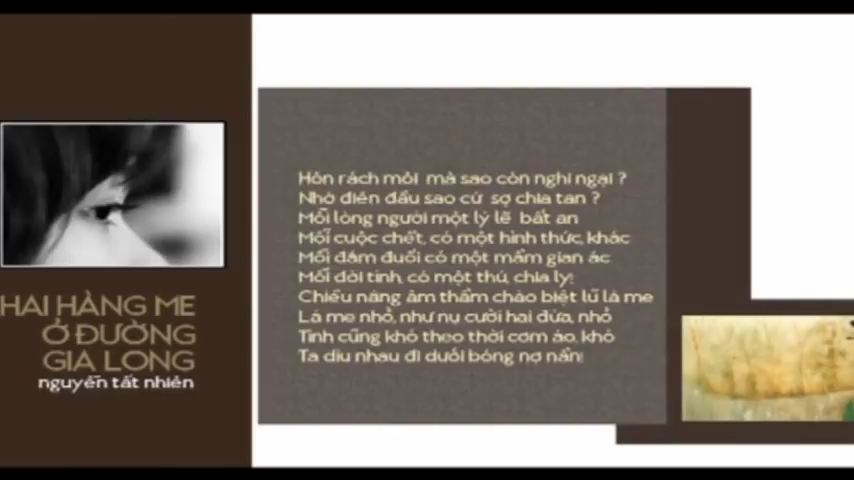 HAI HÀNG ME
Ở ĐƯỜNG
GIA LONG
nguyễn tất nhiên
Hồn rách mỏi mà sao còn nghi ngại ?
Nhớ điên đầu sao cứ sợ chia tan ?
Mỗi lòng người một lý lẽ bất an
Mỗi cuộc chết, có một hình thức, khác
Mỗi đắm đuối có một mầm gian ác
Mỗi đời tình, có một thú, chia ly!
Chiều nắng âm thầm chào biệt lũ lá me
Lá me nhỏ, như nụ cười hai đứa, nhỏ
Tình cũng khó theo thời cơm áo, khó
Ta dìu nhau đi dưới bóng nợ nần!